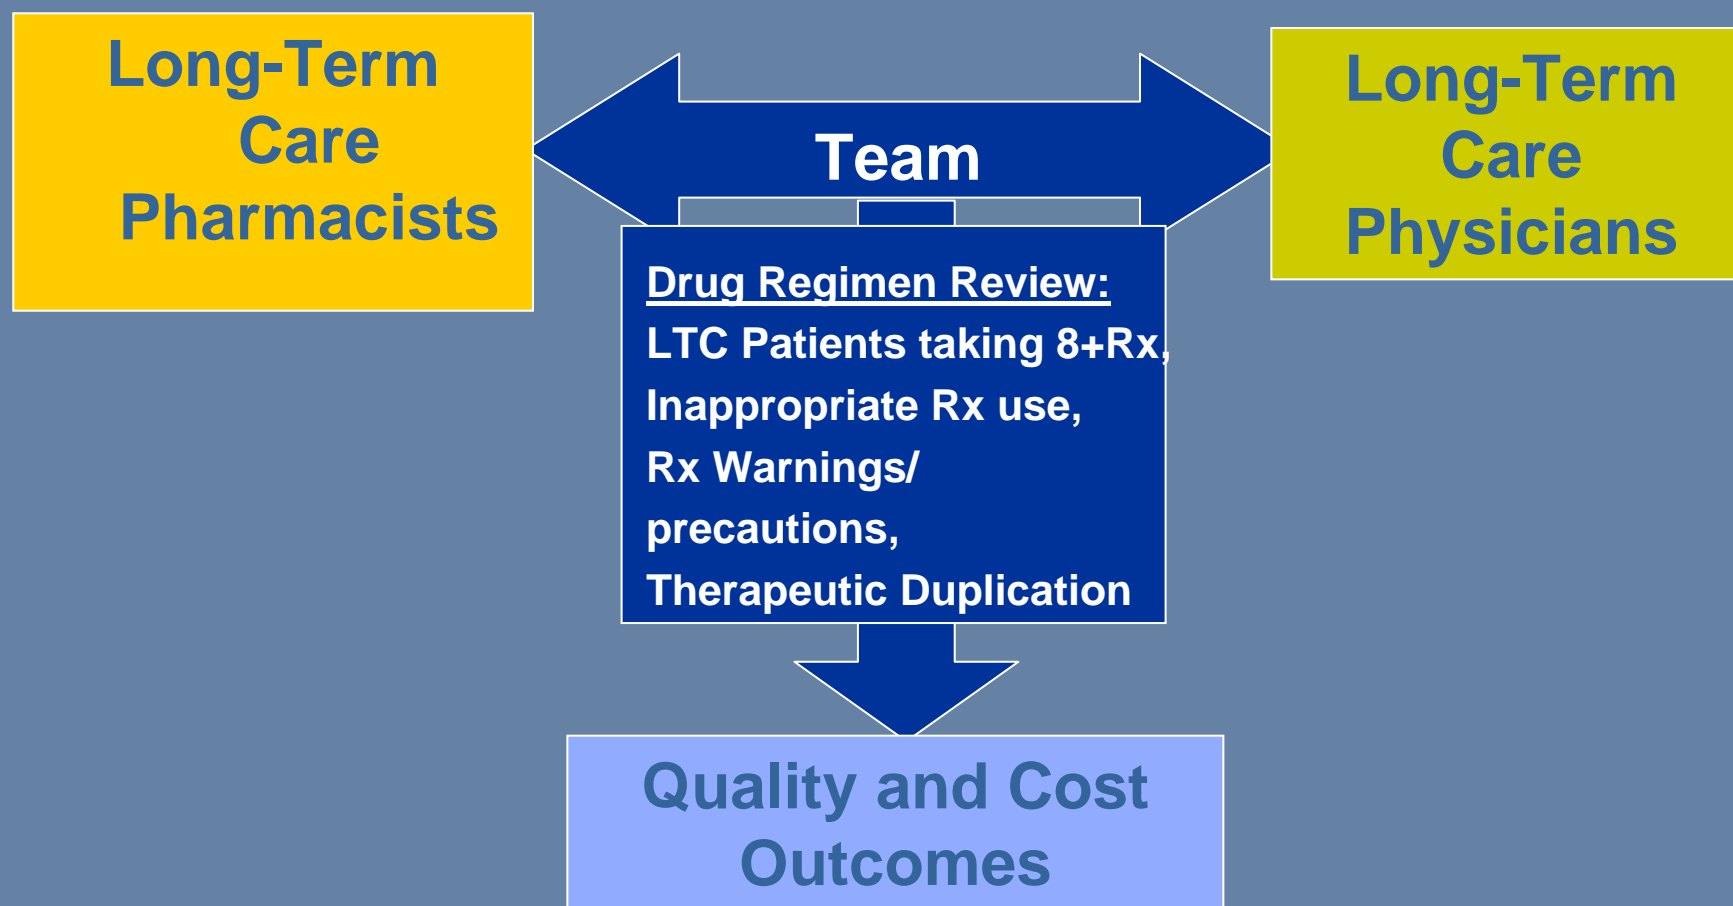 Long-Term
Care
Pharmacists
Team
Long-Term
Care
Physicians
Drug Regimen Review:
LTC Patients taking 8+Rx,
Inappropriate Rx use,
Rx Warnings/
precautions,
Therapeutic Duplication
Quality and Cost
Outcomes